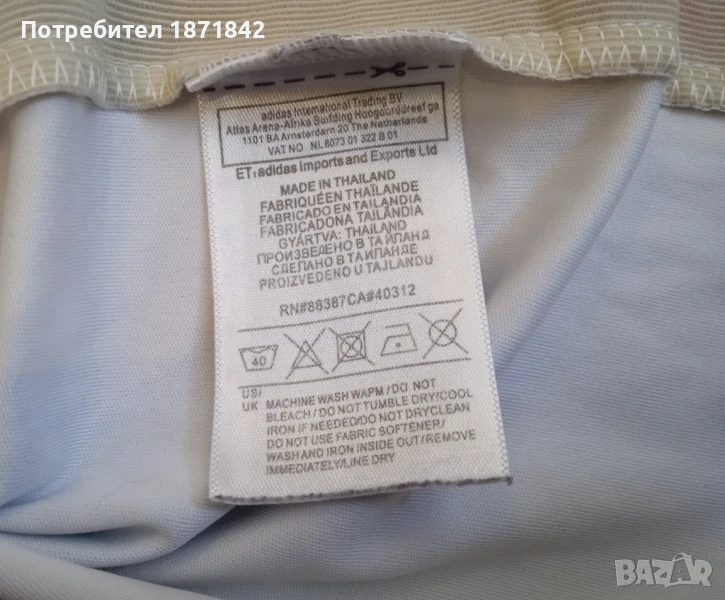 Потребител 1871842
adidas International Trading BV
Atlas Arena-Afrika Building Hoogoorddreef ga
1101 BA Amsterdam 20 The Netherlands
VAT NO NL8073 01 322 B 01
ET:adidas Imports and Exports Ltd
MADE IN THAILAND
FABRIQUÉEN THAÏLANDE
FABRICADO EN TAILANDIA
FABRICADONA TAILÂNDIA
GYÁRTVA: THAILAND
ПРОИЗВЕДЕНО В ТАИЛАНД
СДЕЛАНО В ТАИЛАНДЕ
PROIZVEDENO U TAJLANDU
RN#88387CA#40312
40
US/
UK MACHINE WASH WAPM / DO NOT
BLEACH / DO NOT TUMBLE DRY/COOL
IRON IF NEEDED/DO NOT DRYCLEAN
DO NOT USE FABRIC SOFTENER/
WASH AND IRON INSIDE OUT/REMOVE
IMMEDIATELY/LINE DRY
BAZAR